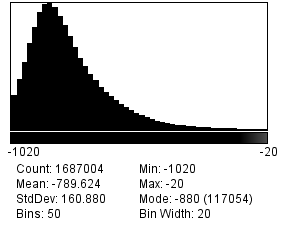 -1020 -20
Count: 1687004 Min: -1020
Mean: -789.624 Max: -20
StdDev: 160.880 Mode: -880 (117054)
Bins: 50 Bin Width: 20